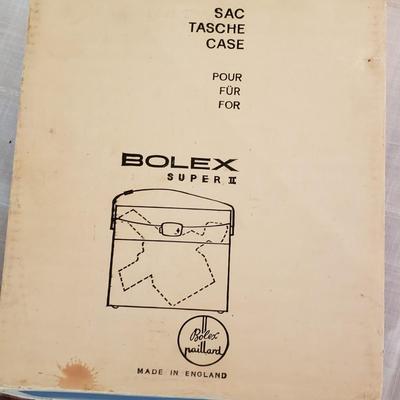 SAC
TASCHE
CASE
POUR
FÜR
FOR
BOLEX
SUPER II
Bolex
paillard
MADE IN ENGLAND